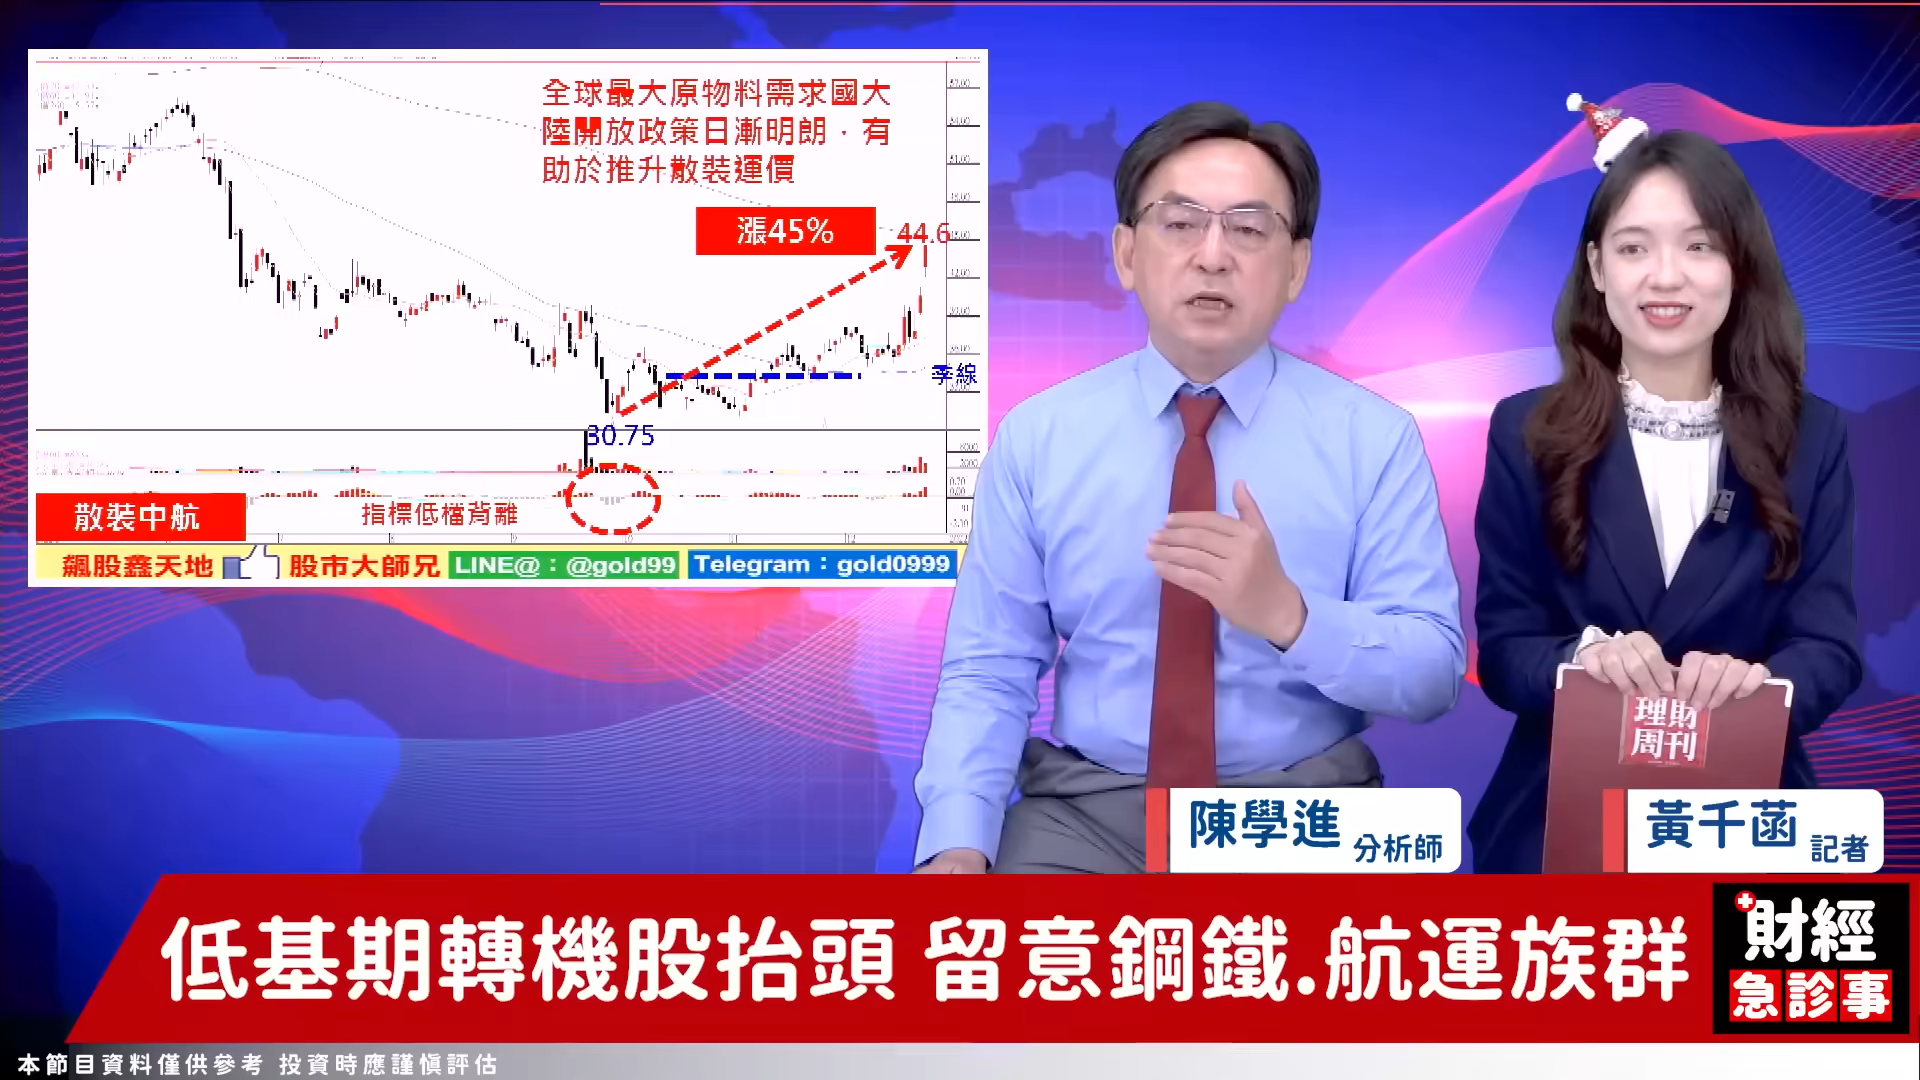 全球最大原物料需求國大
陸開放政策日漸明朗，有
助於推升散裝運價
漲45%
44.6
季線
30.75
散裝中航
指標低檔背離
飆股鑫天地
股市大師兄
LINE@：@gold99
Telegram：gold0999
理財
周刊
陳學進 分析師
黃千菡 記者
低基期轉機股抬頭 留意鋼鐵.航運族群
財經
急診事
本節目資料僅供參考 投資時應謹慎評估